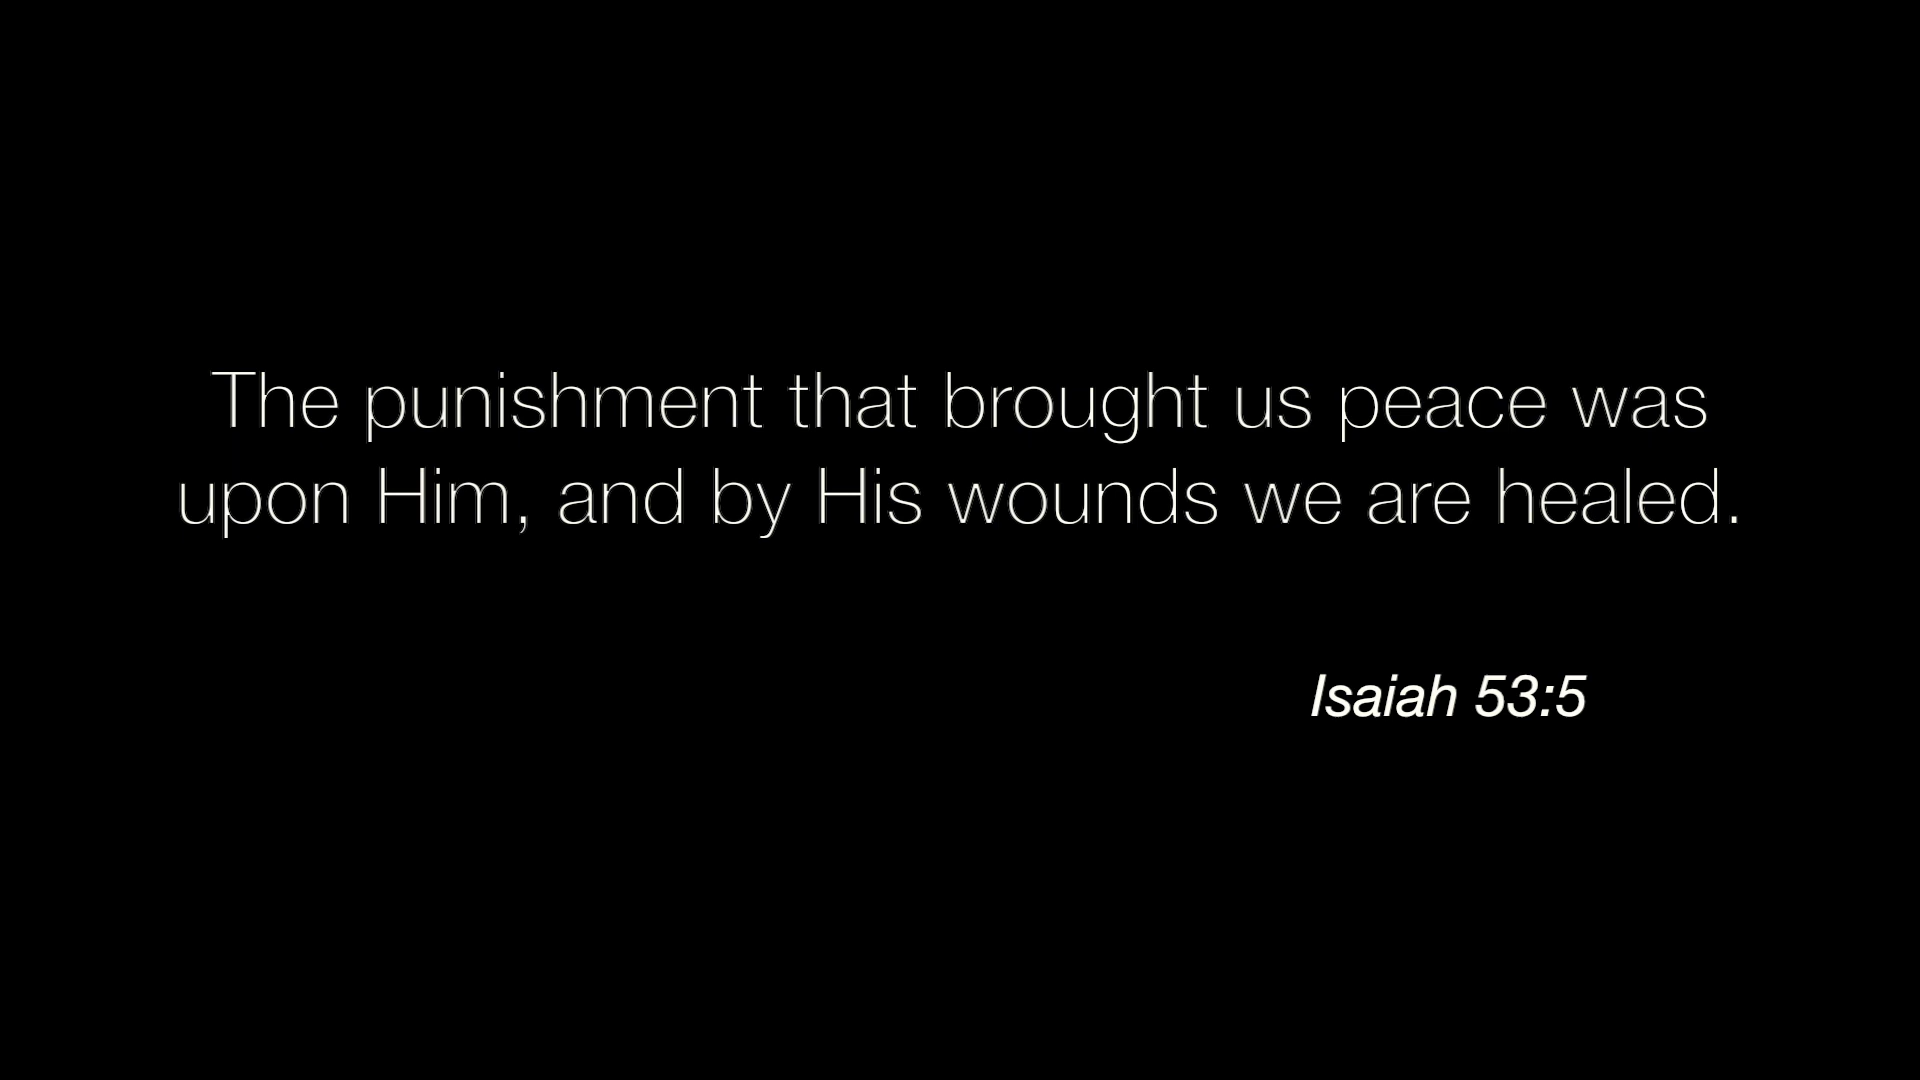 The punishment that brought us peace was
upon Him, and by His wounds we are healed.
Isaiah 53:5